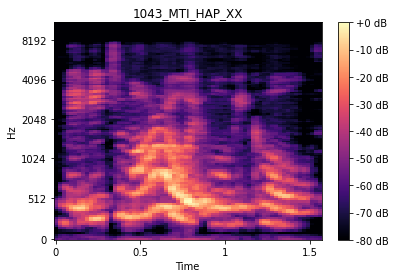 1043_MTI_HAP_XX
+0 dB
8192
-10 dB
4096
-20 dB
-30 dB
2048
Hz
-40 dB
1024
-50 dB
512
-60 dB
-70 dB
0
-80 dB
0
0.5
1
1.5
Time